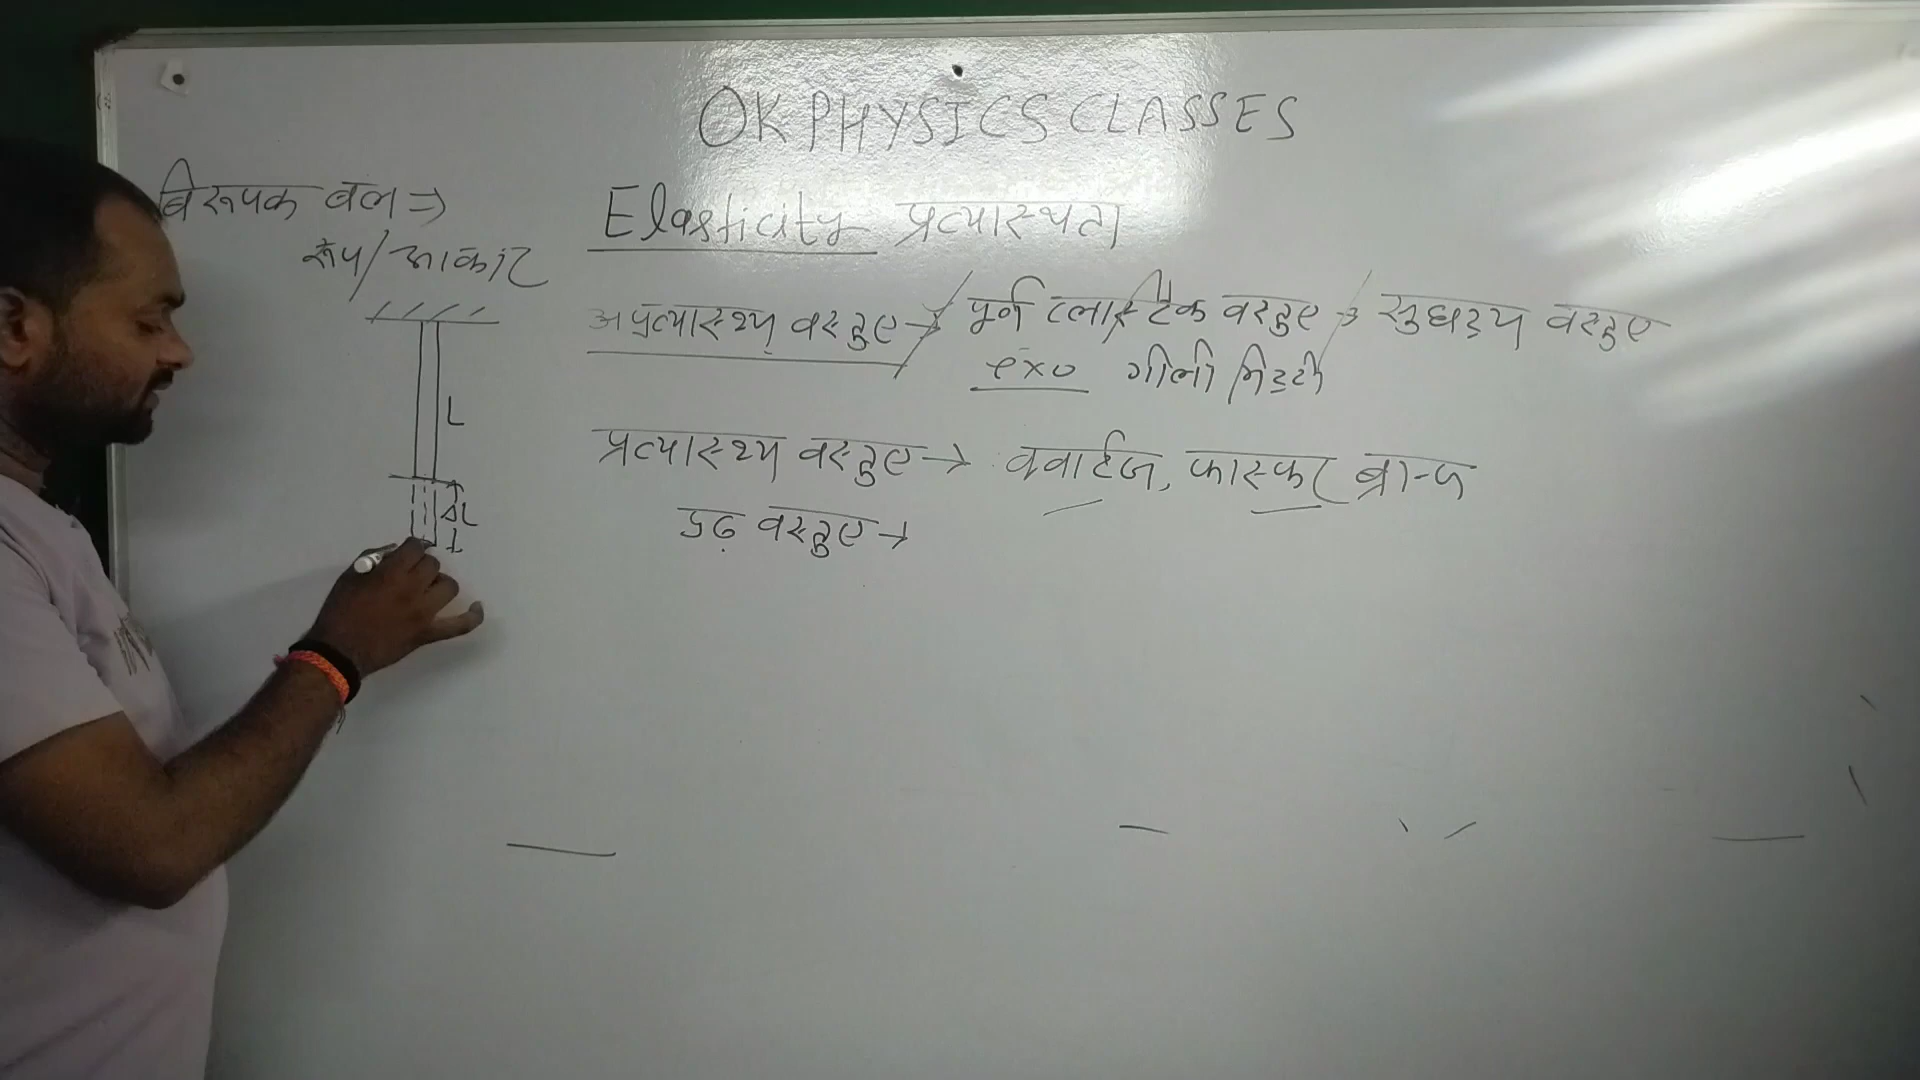 OK PHYSICS CLASSES
विरुपक बल ⇒
रूप/आकार
L
ΔL
Elasticity प्रत्यास्थता
अप्रत्यास्थ्य वस्तुए → पूर्ण प्लास्टिक वस्तुए → सुघट्य वस्तुए
exo गीली मिट्टी
प्रत्यास्थ्य वस्तुए → क्वार्टज, फास्फर ब्रान्ज
दृढ़ वस्तुए →